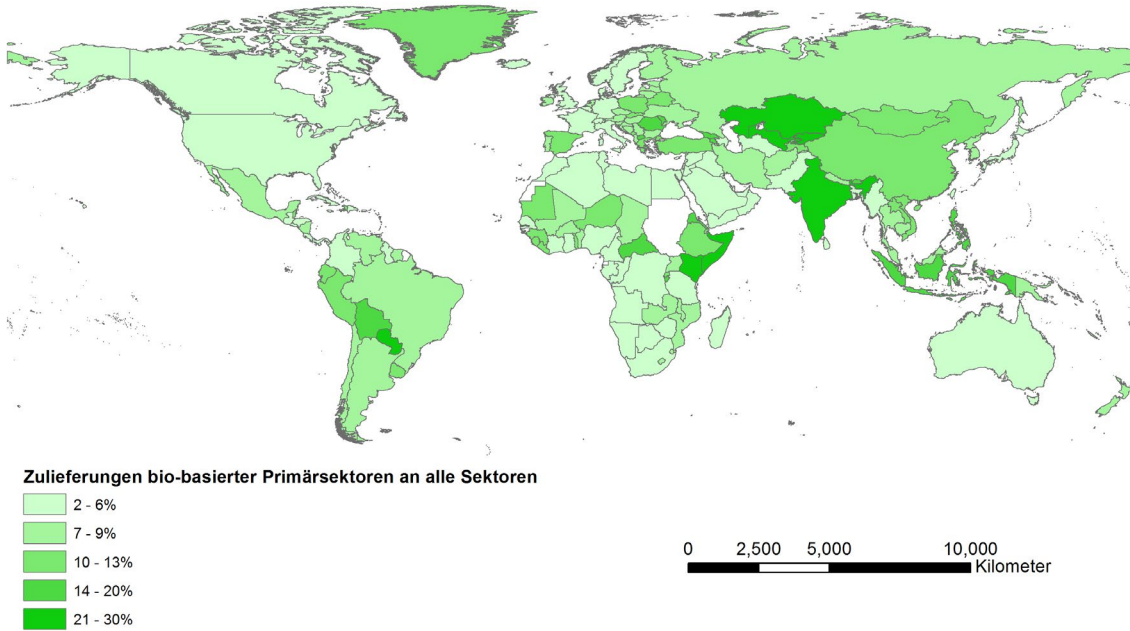 Zulieferungen bio-basierter Primärsektoren an alle Sektoren
2 - 6%
7 - 9%
10 - 13%
14 - 20%
21 - 30%
0 2,500 5,000 10,000
Kilometer